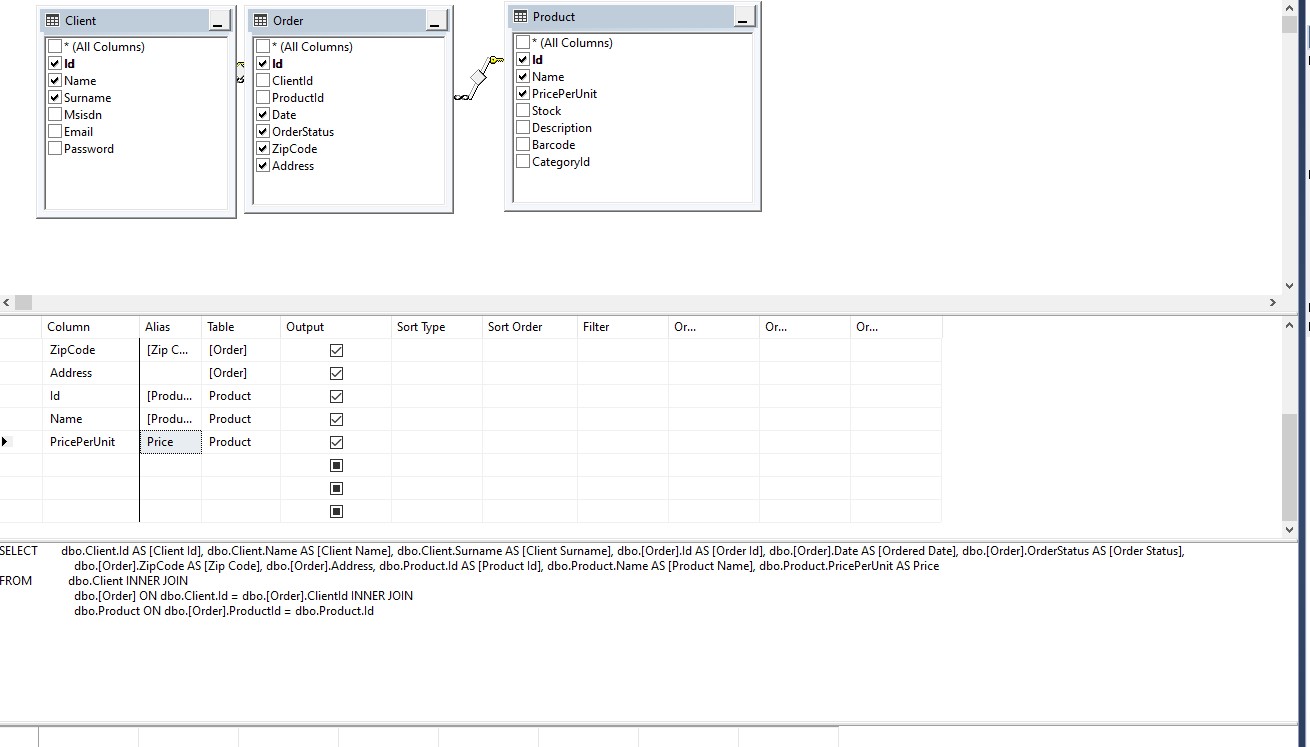 Client
* (All Columns)
Id
Name
Surname
Msisdn
Email
Password
Order
* (All Columns)
Id
ClientId
ProductId
Date
OrderStatus
ZipCode
Address
Product
* (All Columns)
Id
Name
PricePerUnit
Stock
Description
Barcode
CategoryId
Column Alias Table Output Sort Type Sort Order Filter Or... Or... Or...
ZipCode [Zip C... [Order]
Address [Order]
Id [Produ... Product
Name [Produ... Product
PricePerUnit Price Product
SELECT dbo.Client.Id AS [Client Id], dbo.Client.Name AS [Client Name], dbo.Client.Surname AS [Client Surname], dbo.[Order].Id AS [Order Id], dbo.[Order].Date AS [Ordered Date], dbo.[Order].OrderStatus AS [Order Status],
dbo.[Order].ZipCode AS [Zip Code], dbo.[Order].Address, dbo.Product.Id AS [Product Id], dbo.Product.Name AS [Product Name], dbo.Product.PricePerUnit AS Price
FROM dbo.Client INNER JOIN
dbo.[Order] ON dbo.Client.Id = dbo.[Order].ClientId INNER JOIN
dbo.Product ON dbo.[Order].ProductId = dbo.Product.Id